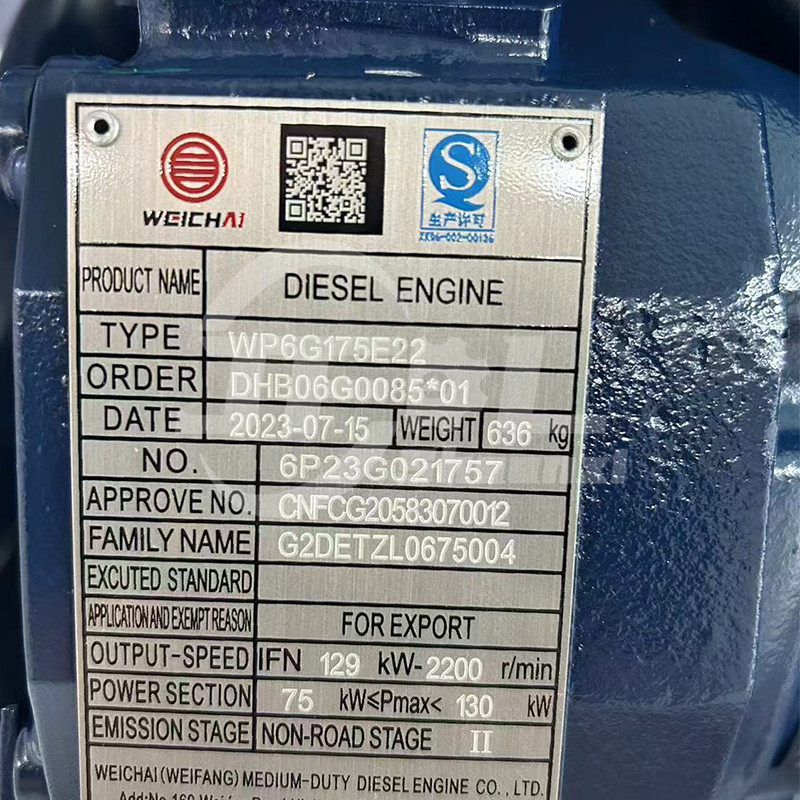 WEICHAI
生产许可
XK06-002-00136
PRODUCT NAME DIESEL ENGINE
TYPE WP6G175E22
ORDER DHB06G0085*01
DATE 2023-07-15 WEIGHT 636 kg
NO. 6P23G021757
APPROVE NO. CNFCG20583070012
FAMILY NAME G2DETZL0675004
EXCUTED STANDARD
APPLICATION AND EXEMPT REASON FOR EXPORT
OUTPUT-SPEED IFN 129 kW-2200 r/min
POWER SECTION 75 kW≤Pmax< 130 kW
EMISSION STAGE NON-ROAD STAGE II
WEICHAI (WEIFANG) MEDIUM-DUTY DIESEL ENGINE CO., LTD.